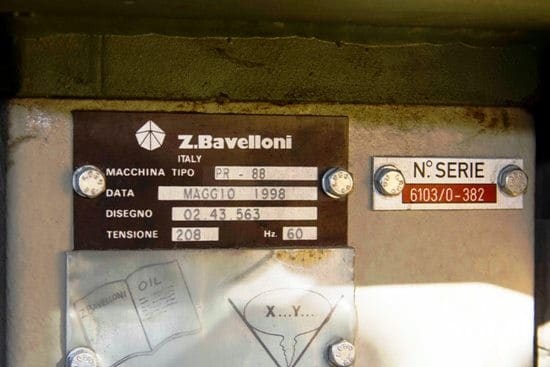 Z.Bavelloni
ITALY
MACCHINA TIPO PR - 88
DATA MAGGIO 1998
DISEGNO 02 43.563
TENSIONE 208 Hz. 60
N.º SERIE
6103/0-382
Z.BAVELLONI OIL
X...Y...